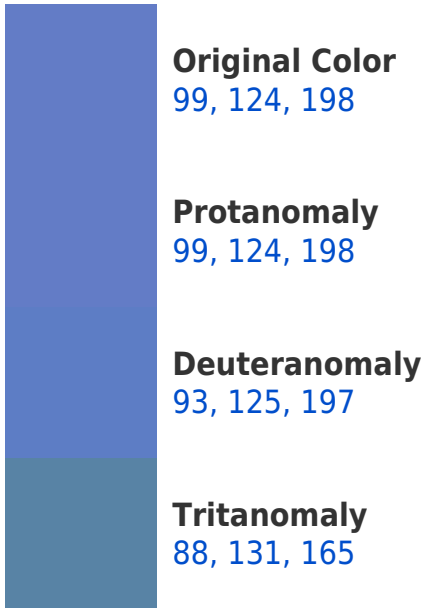 Original Color
99, 124, 198
Protanomaly
99, 124, 198
Deuteranomaly
93, 125, 197
Tritanomaly
88, 131, 165